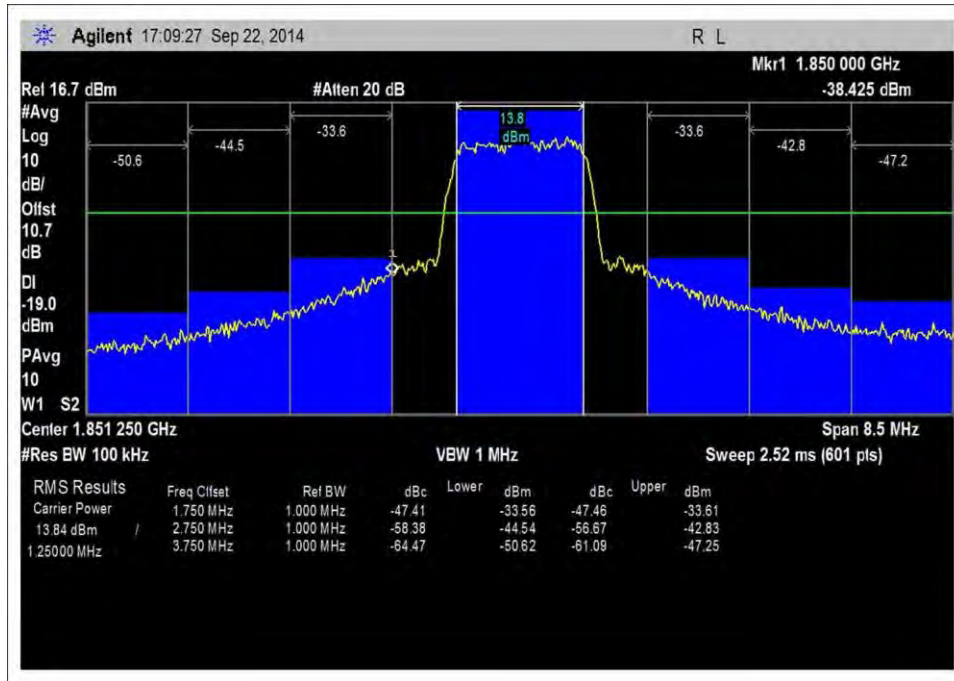 Agilent 17:09:27 Sep 22, 2014 R L
Mkr1 1.850 000 GHz
Rel 16.7 dBm #Atten 20 dB -38.425 dBm
#Avg
Log
10
dB/
Offst
10.7
dB
DI
-19.0
dBm
PAvg
10
W1 S2
13.8
dBm
-50.6 -44.5 -33.6 -33.6 -42.8 -47.2
1
Center 1.851 250 GHz Span 8.5 MHz
#Res BW 100 kHz VBW 1 MHz Sweep 2.52 ms (601 pts)
RMS Results Freq Offset Ref BW dBc Lower dBm dBc Upper dBm
Carrier Power 1.750 MHz 1.000 MHz -47.41 -33.56 -47.46 -33.61
13.84 dBm / 2.750 MHz 1.000 MHz -58.38 -44.54 -56.67 -42.83
1.25000 MHz 3.750 MHz 1.000 MHz -64.47 -50.62 -61.09 -47.25